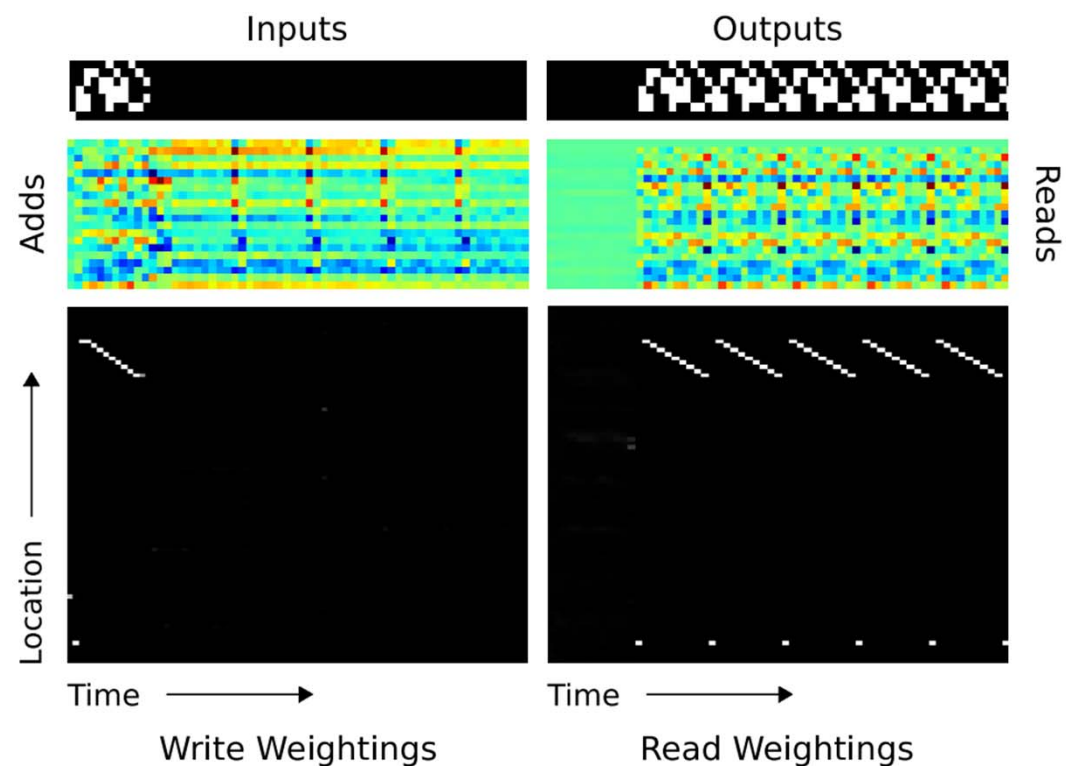 Inputs
Outputs
Adds
Reads
Location
Time
Time
Write Weightings
Read Weightings